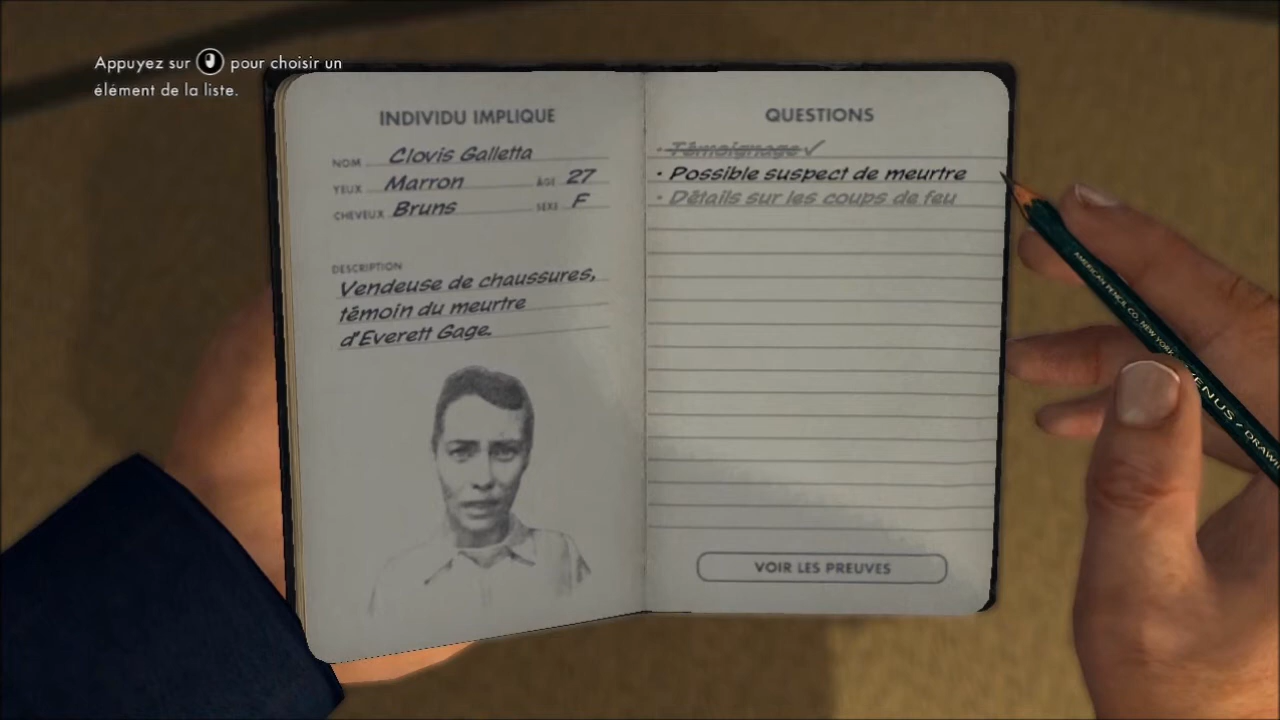 Appuyez sur pour choisir un
élément de la liste.
INDIVIDU IMPLIQUE
NOM Clovis Galletta
YEUX Marron ÂGE 27
CHEVEUX Bruns SEXE F
DESCRIPTION
Vendeuse de chaussures,
témoin du meurtre
d'Everett Gage.
QUESTIONS
• Témoignage ✓
• Possible suspect de meurtre
• Détails sur les coups de feu
VOIR LES PREUVES
AMERICAN PENCIL CO. NEW YORK
VENUS DRAWI